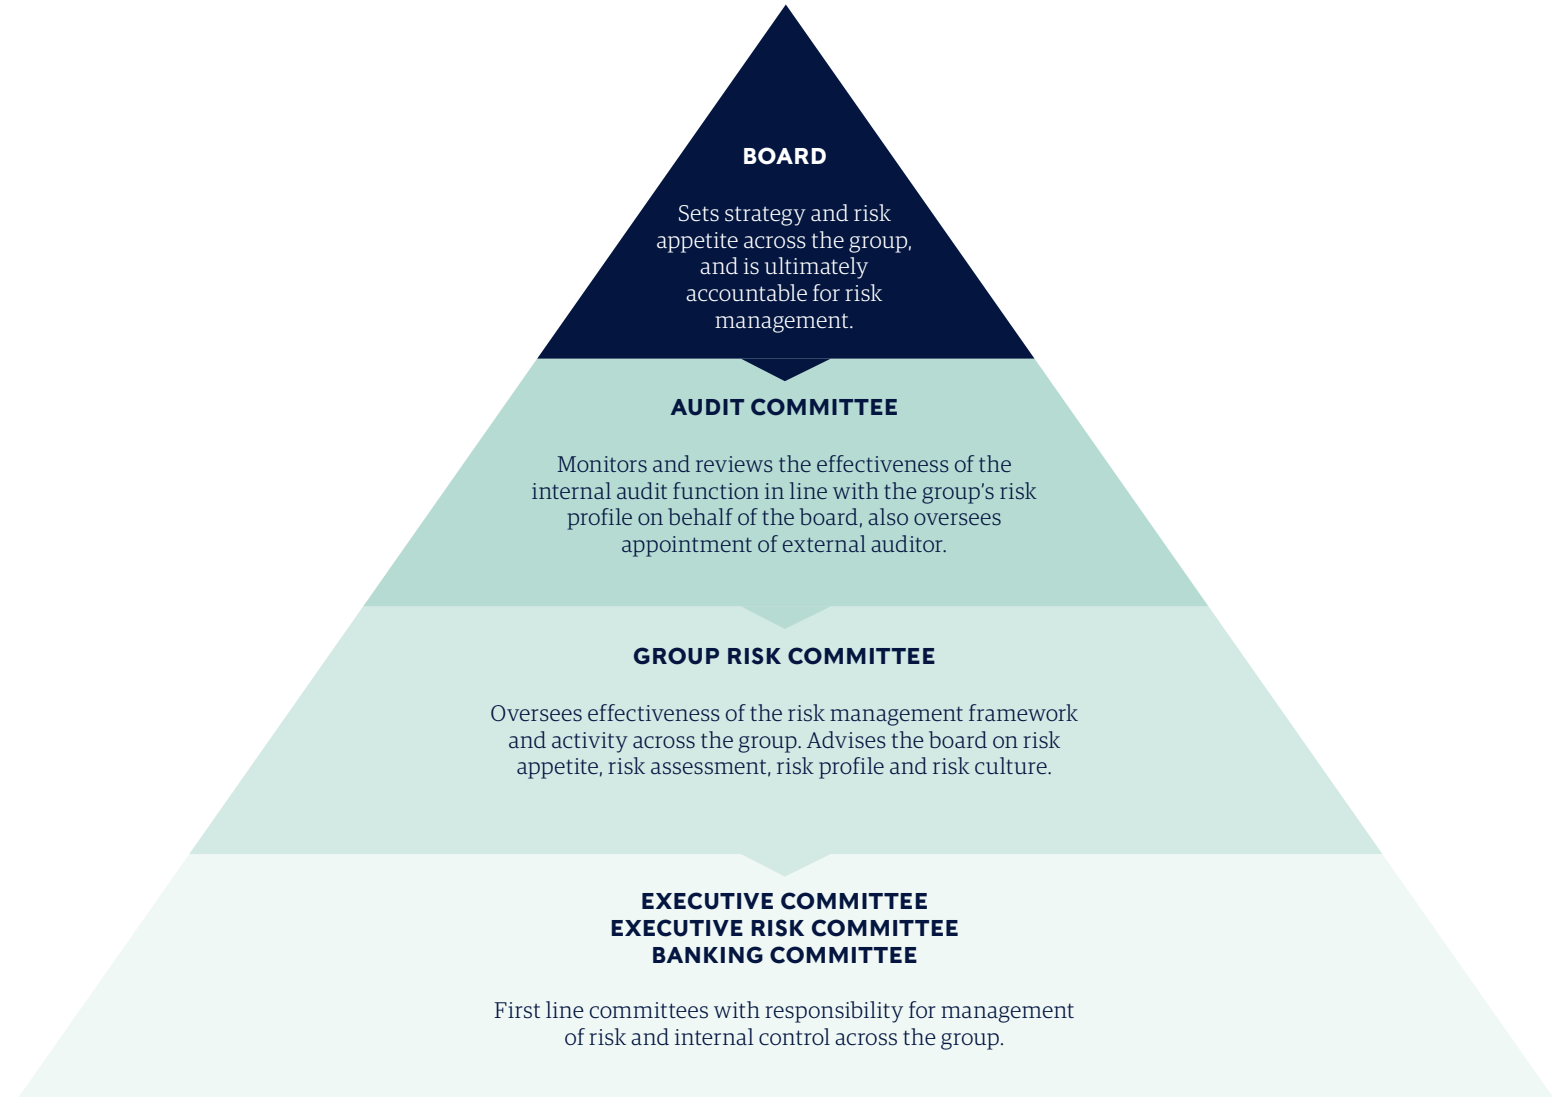 BOARD
Sets strategy and risk
appetite across the group,
and is ultimately
accountable for risk
management.
AUDIT COMMITTEE
Monitors and reviews the effectiveness of the
internal audit function in line with the group’s risk
profile on behalf of the board, also oversees
appointment of external auditor.
GROUP RISK COMMITTEE
Oversees effectiveness of the risk management framework
and activity across the group. Advises the board on risk
appetite, risk assessment, risk profile and risk culture.
EXECUTIVE COMMITTEE
EXECUTIVE RISK COMMITTEE
BANKING COMMITTEE
First line committees with responsibility for management
of risk and internal control across the group.